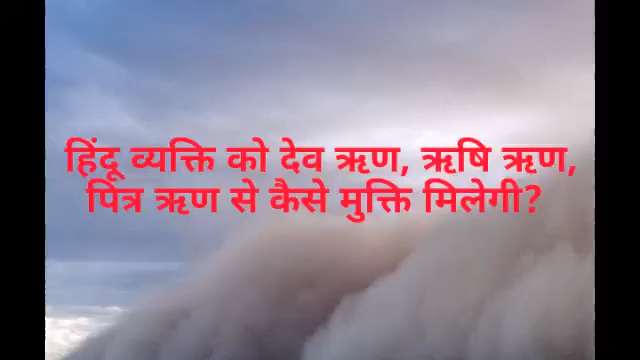 हिंदू व्यक्ति को देव ऋण, ऋषि ऋण,
पित्र ऋण से कैसे मुक्ति मिलेगी?